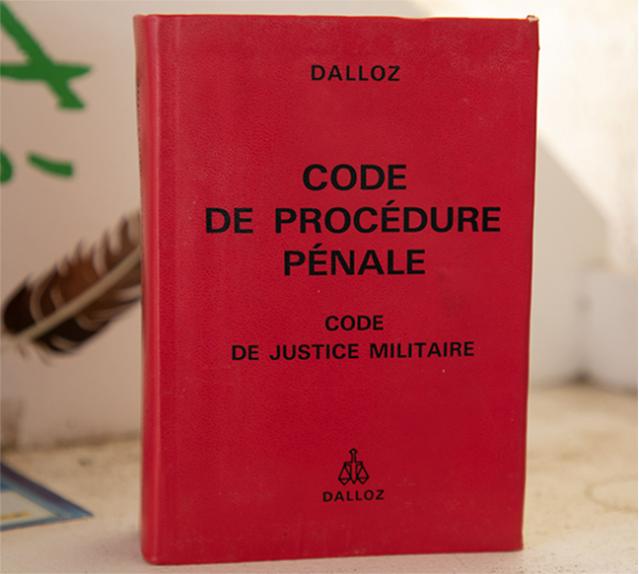 DALLOZ
CODE
DE PROCÉDURE
PÉNALE
CODE
DE JUSTICE MILITAIRE
DALLOZ